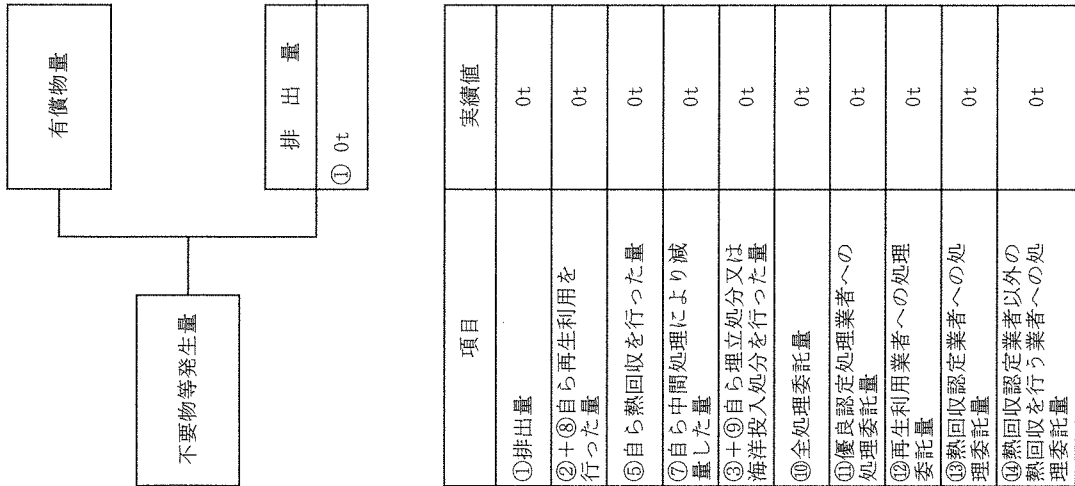 不要物等発生量
有償物量
排出量
① 0t
項目
実績値
①排出量
0t
②+⑧自ら再生利用を
行った量
0t
⑤自ら熱回収を行った量
0t
⑦自ら中間処理により減
量した量
0t
③+⑨自ら埋立処分又は
海洋投入処分を行った量
0t
⑩全処理委託量
0t
⑪優良認定処理業者への
処理委託量
0t
⑫再生利用業者への処理
委託量
0t
⑬熱回収認定業者への処
理委託量
0t
⑭熱回収認定業者以外の
熱回収を行う業者への処
理委託量
0t